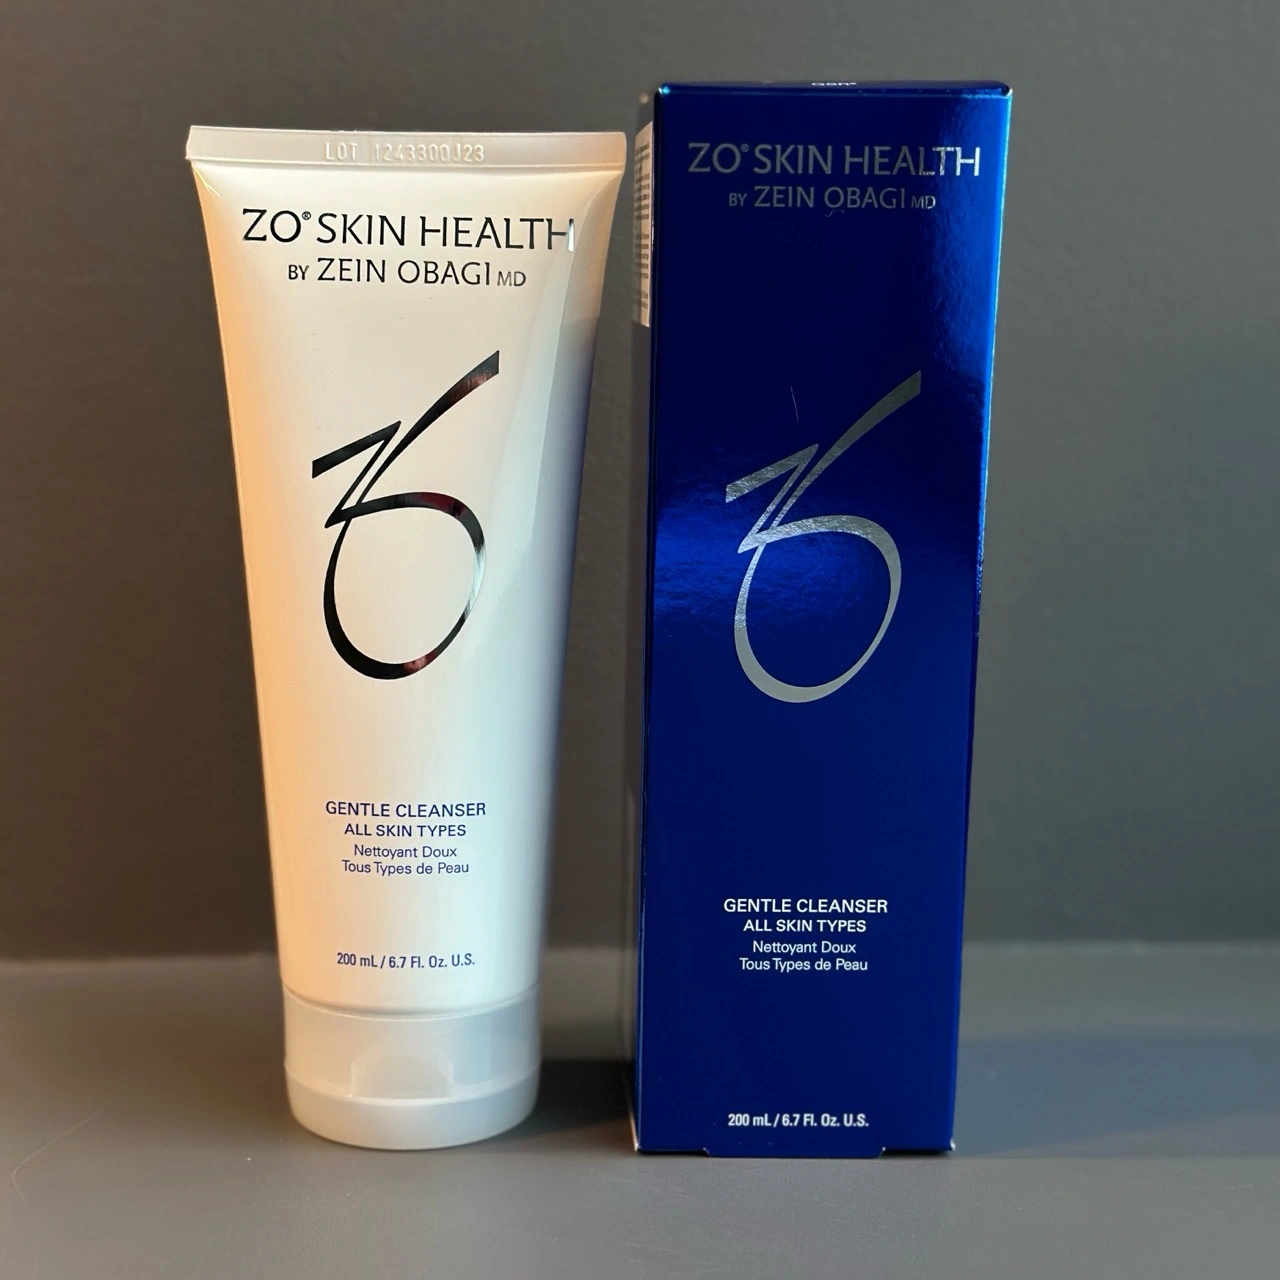 LOT 1243300J23
ZO® SKIN HEALTH
BY ZEIN OBAGI MD
GENTLE CLEANSER
ALL SKIN TYPES
Nettoyant Doux
Tous Types de Peau
200 mL / 6.7 Fl. Oz. U.S.
ZO® SKIN HEALTH
BY ZEIN OBAGI MD
GENTLE CLEANSER
ALL SKIN TYPES
Nettoyant Doux
Tous Types de Peau
200 mL / 6.7 Fl. Oz. U.S.